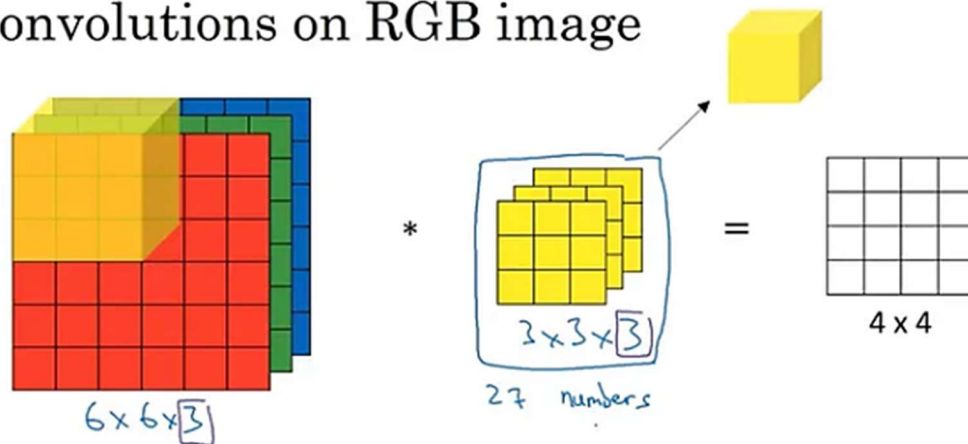 onvolutions on RGB image
*
=
3x3x3
4 x 4
27 numbers
6x6x3